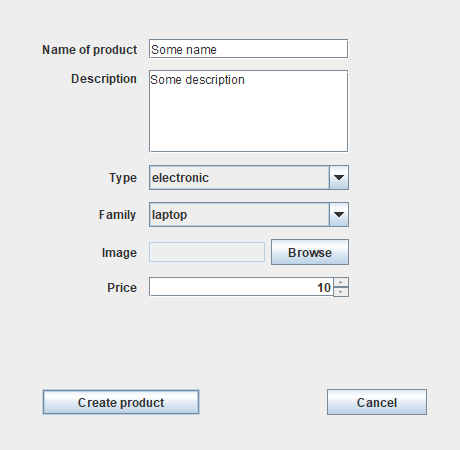 Name of product Some name
Description Some description
Type electronic
Family laptop
Image Browse
Price 10
Create product Cancel